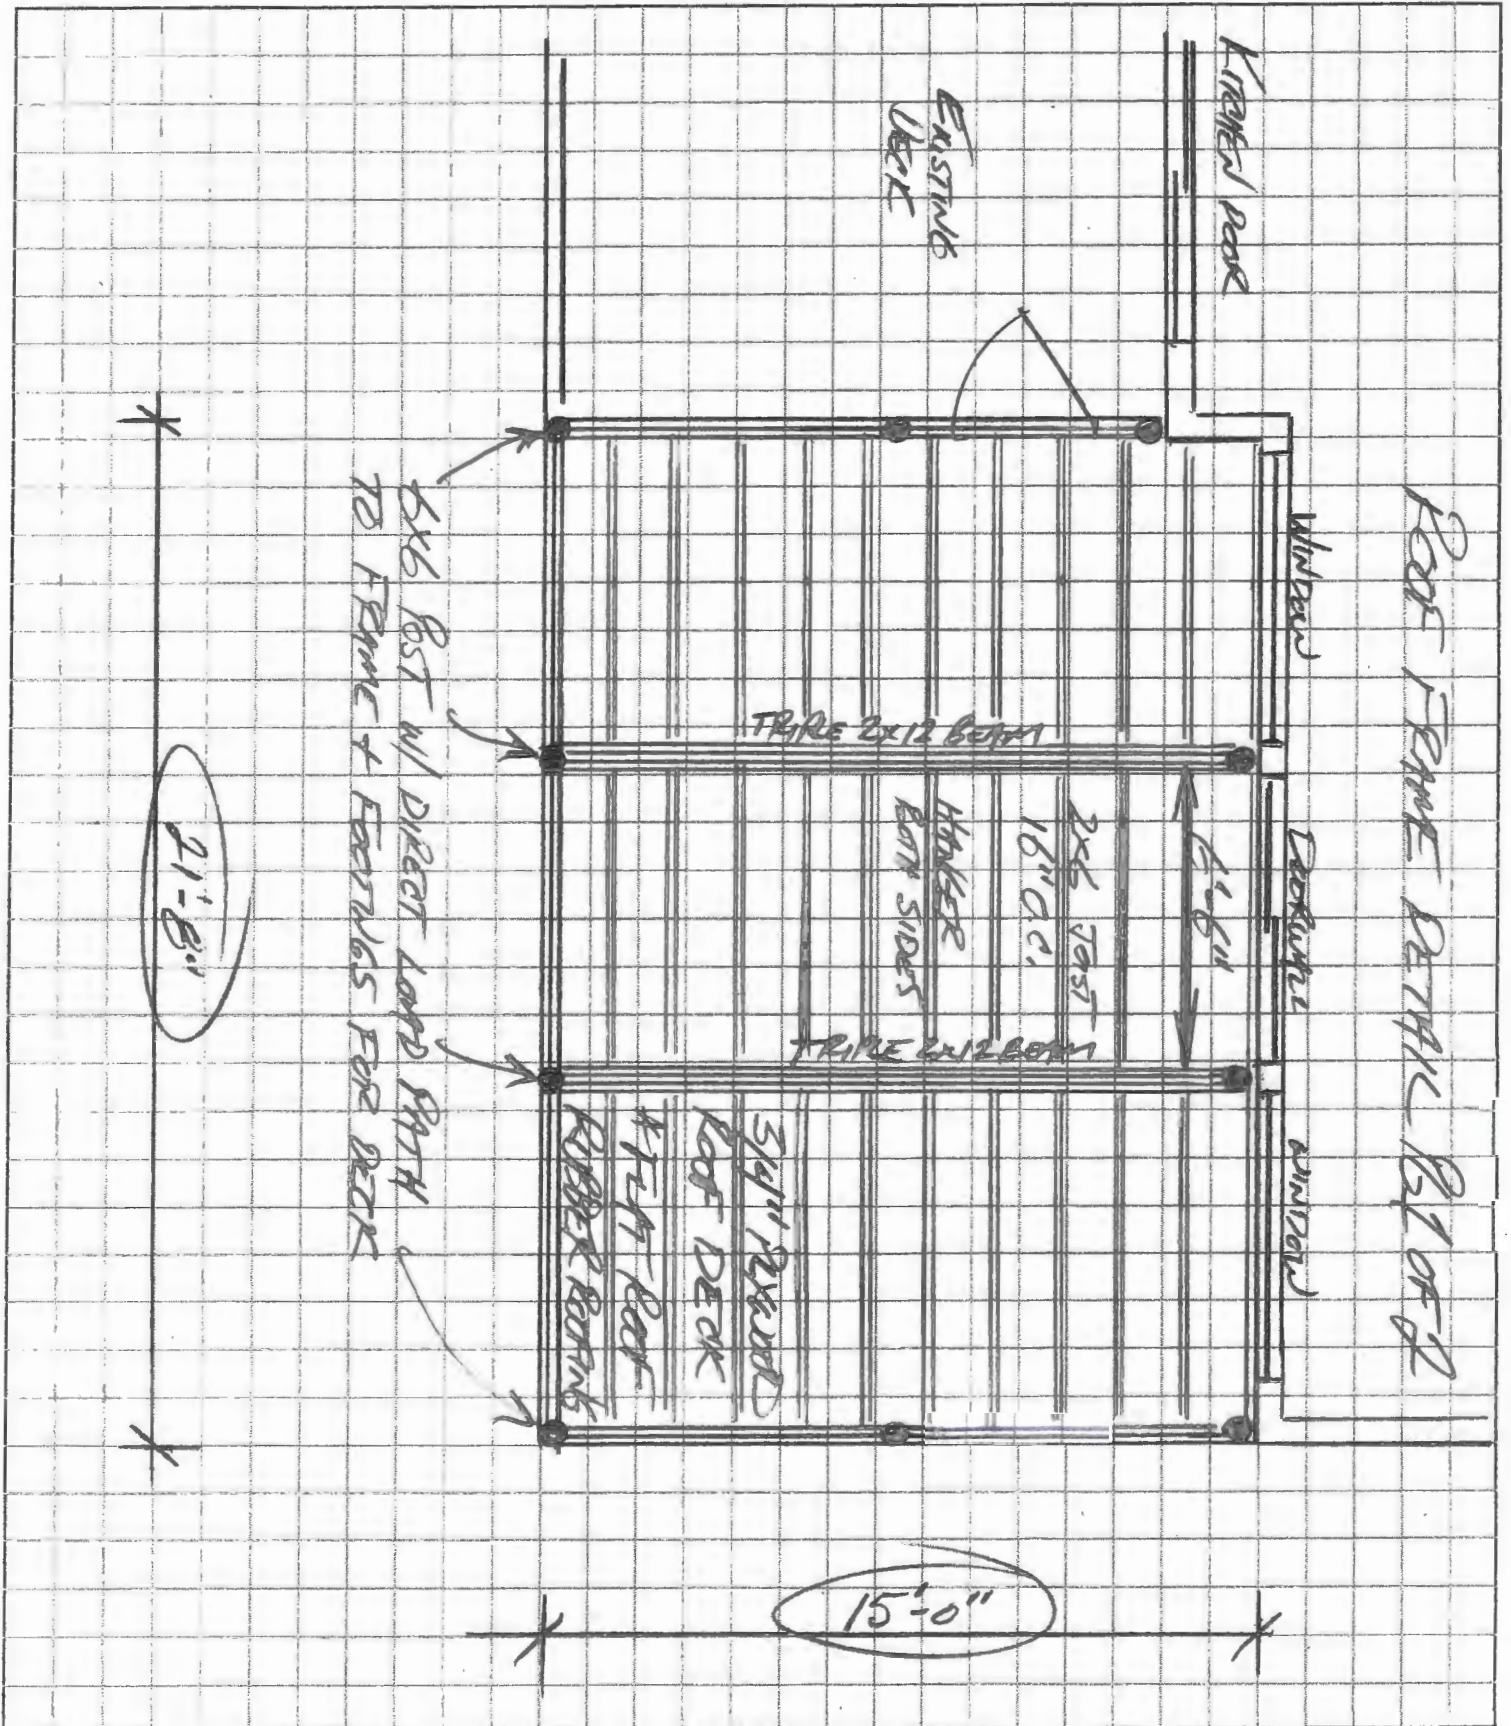 ROOF FRAME DETAIL P.1 OF 2
KITCHEN DOOR
WINDOW
DOORWALL
WINDOW
EXISTING
DECK
6'-6"
2x6 JOST
16" O.C.
HANGER
BOTH SIDES
TRIPLE 2x12 BEAM
TRIPLE 2x12 BEAM
3/4" PLYWOOD
ROOF DECK
* FLAT ROOF
RUBBER ROOFING
15'-0"
6x6 POST W/ DIRECT LOAD PATH
TO FRAME + FOOTINGS FOR DECK
21'-8"